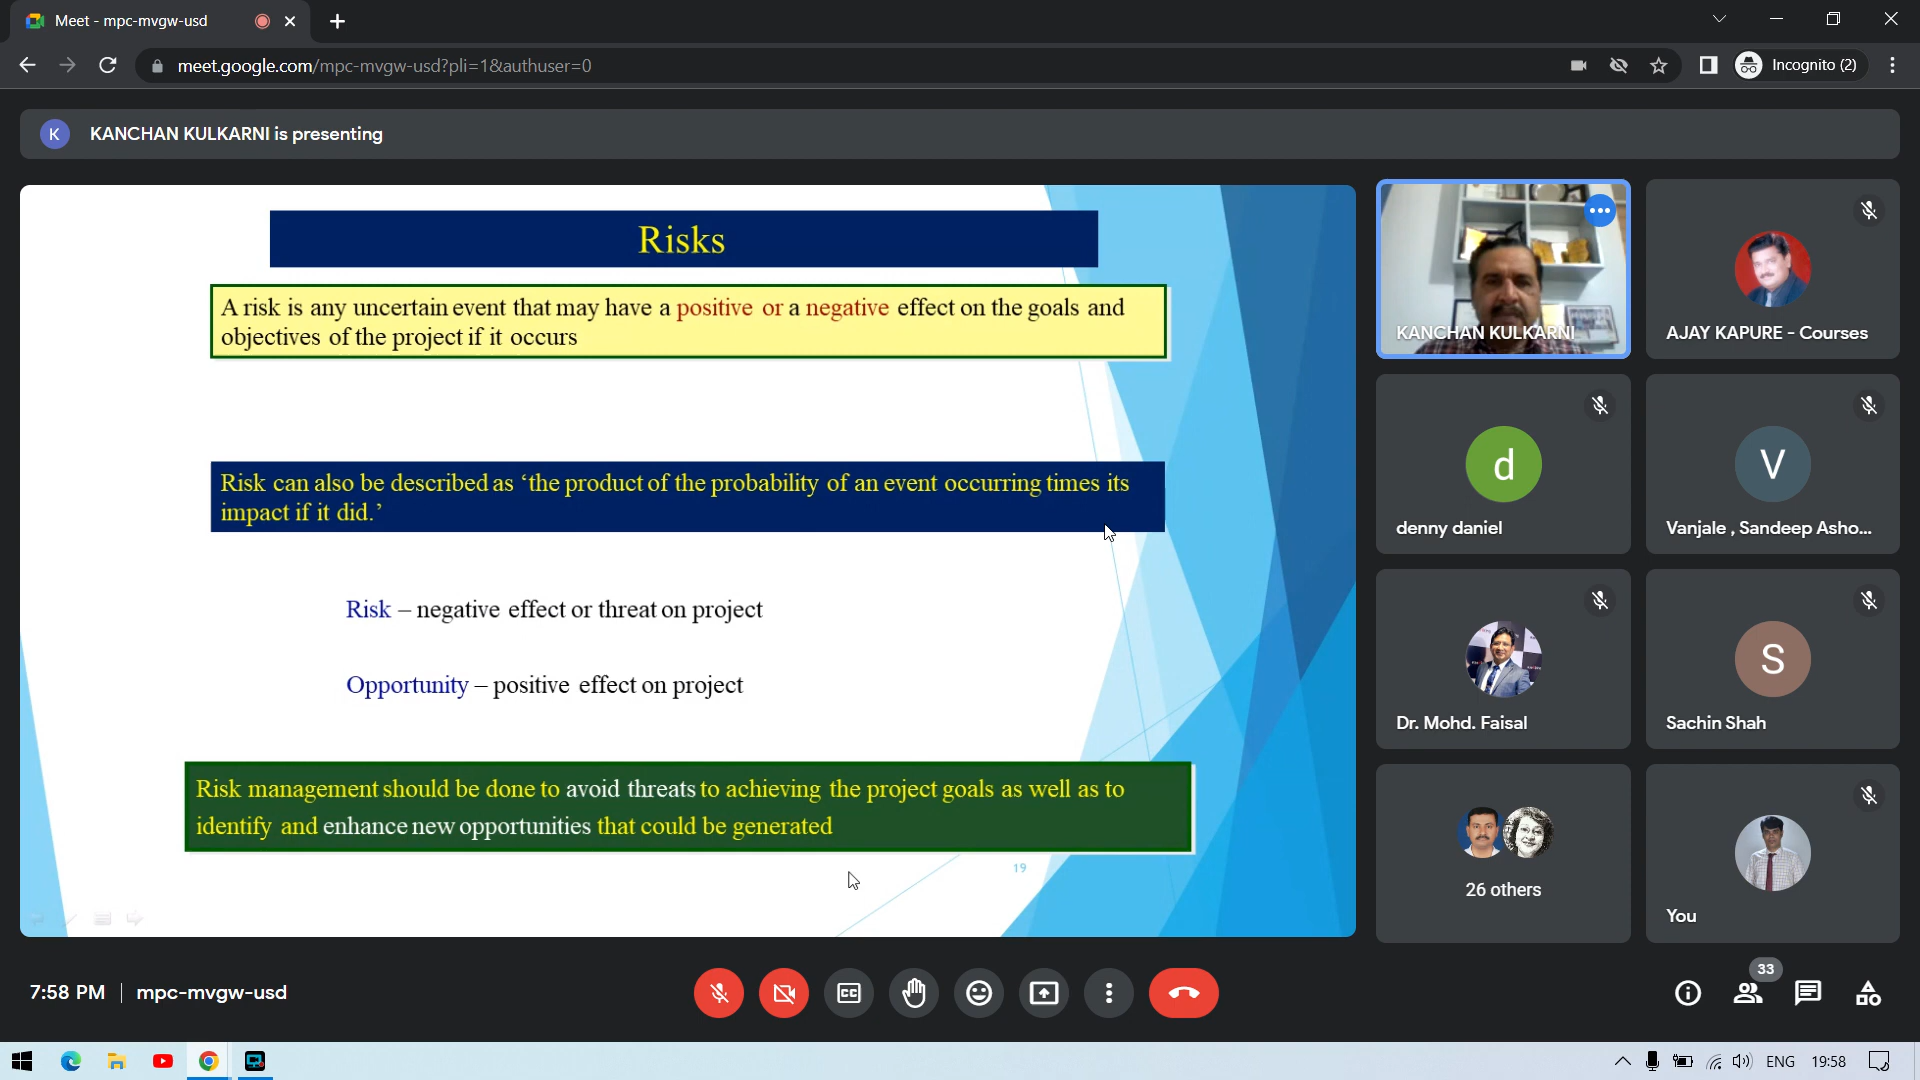 Meet - mpc-mvgw-usd
meet.google.com/mpc-mvgw-usd?pli=1&authuser=0
Incognito (2)
K
KANCHAN KULKARNI is presenting
Risks
A risk is any uncertain event that may have a positive or a negative effect on the goals and
objectives of the project if it occurs
Risk can also be described as ‘the product of the probability of an event occurring times its
impact if it did.’
Risk – negative effect or threat on project
Opportunity – positive effect on project
Risk management should be done to avoid threats to achieving the project goals as well as to
identify and enhance new opportunities that could be generated
19
KANCHAN KULKARNI
AJAY KAPURE - Courses
d
denny daniel
V
Vanjale , Sandeep Asho...
Dr. Mohd. Faisal
S
Sachin Shah
26 others
You
7:58 PM
mpc-mvgw-usd
CC
33
ENG
19:58